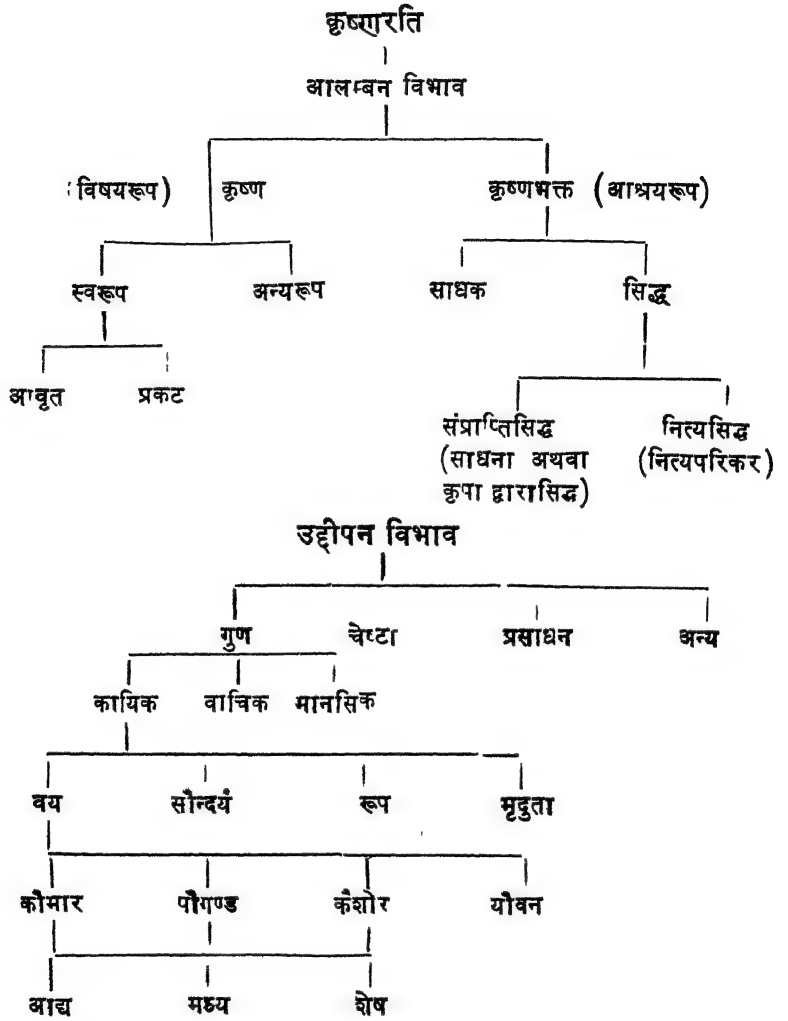 कृष्णरति
आलम्बन विभाव
विषयरूप) कृष्ण कृष्णभक्त (आश्रयरूप)
स्वरूप अन्यरूप साधक सिद्ध
आवृत प्रकट
संप्राप्तिसिद्ध नित्यसिद्ध
(साधना अथवा (नित्यपरिकर)
कृपा द्वारासिद्ध)
उद्दीपन विभाव
गुण चेष्टा प्रसाधन अन्य
कायिक वाचिक मानसिक
वय सौन्दर्य रूप मृदुता
कौमार पौगण्ड कैशोर यौवन
आद्य मध्य शेष